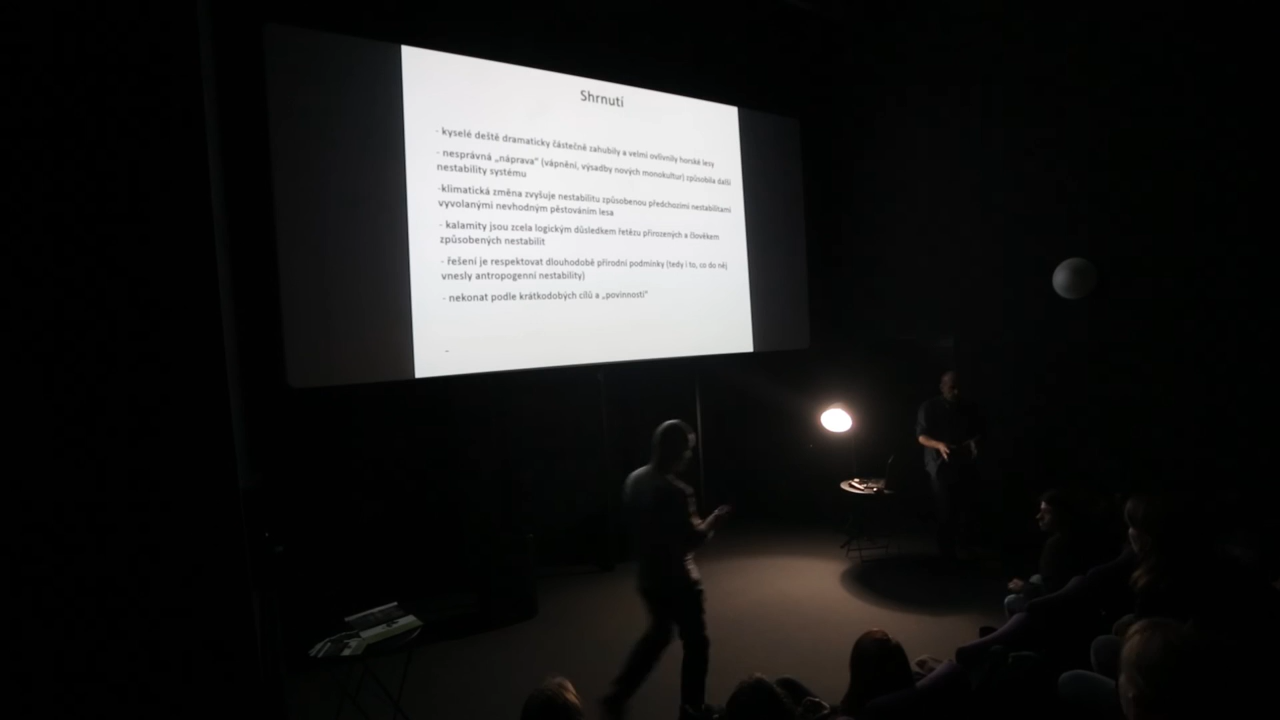 Shrnutí
- kyselé deště dramaticky částečně zahubily a velmi ovlivnily horské lesy
- nesprávná „náprava“ (vápnění, výsadby nových monokultur) způsobila další
nestability systému
-klimatická změna zvyšuje nestabilitu způsobenou předchozími nestabilitami
vyvolanými nevhodným pěstováním lesa
- kalamity jsou zcela logickým důsledkem řetězu přirozených a člověkem
způsobených nestabilit
- řešení je respektovat dlouhodobě přírodní podmínky (tedy i to, co do něj
vnesly antropogenní nestability)
- nekonat podle krátkodobých cílů a „povinností“
–